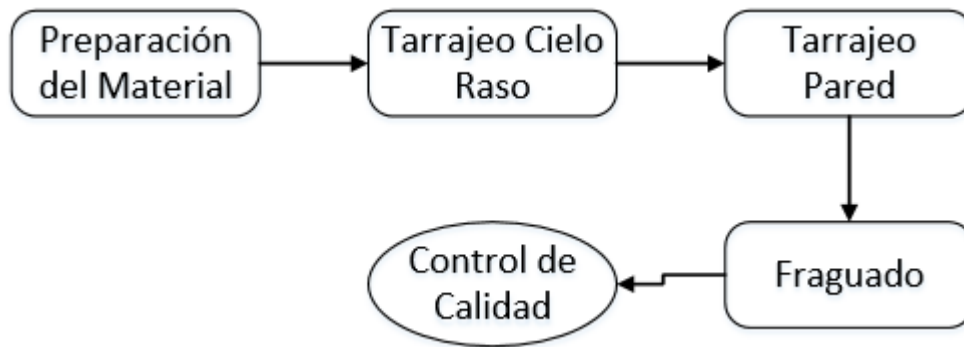 Preparación
del Material
Tarrajeo Cielo
Raso
Tarrajeo
Pared
Fraguado
Control de
Calidad